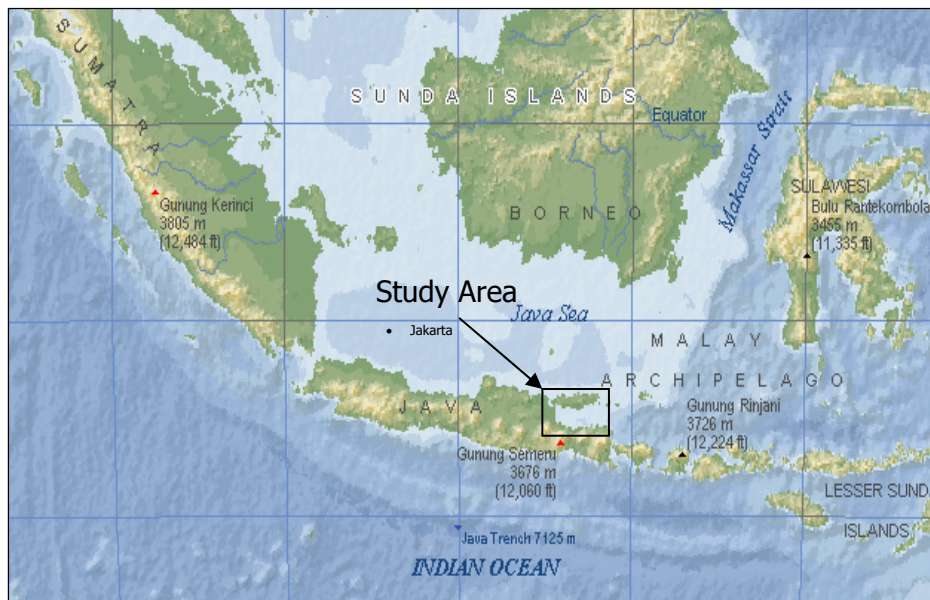 SUMATRA
SUNDA ISLANDS
Equator
Makassar Strait
Gunung Kerinci
3805 m
(12,484 ft)
BORNEO
SULAWESI
Bulu Rantekombola
3455 m
(11,335 ft)
Study Area
Java Sea
Jakarta
MALAY
ARCHIPELAGO
JAVA
Gunung Rinjani
3726 m
(12,224 ft)
Gunung Semeru
3676 m
(12,060 ft)
LESSER SUND
ISLANDS
Java Trench 7125 m
INDIAN OCEAN